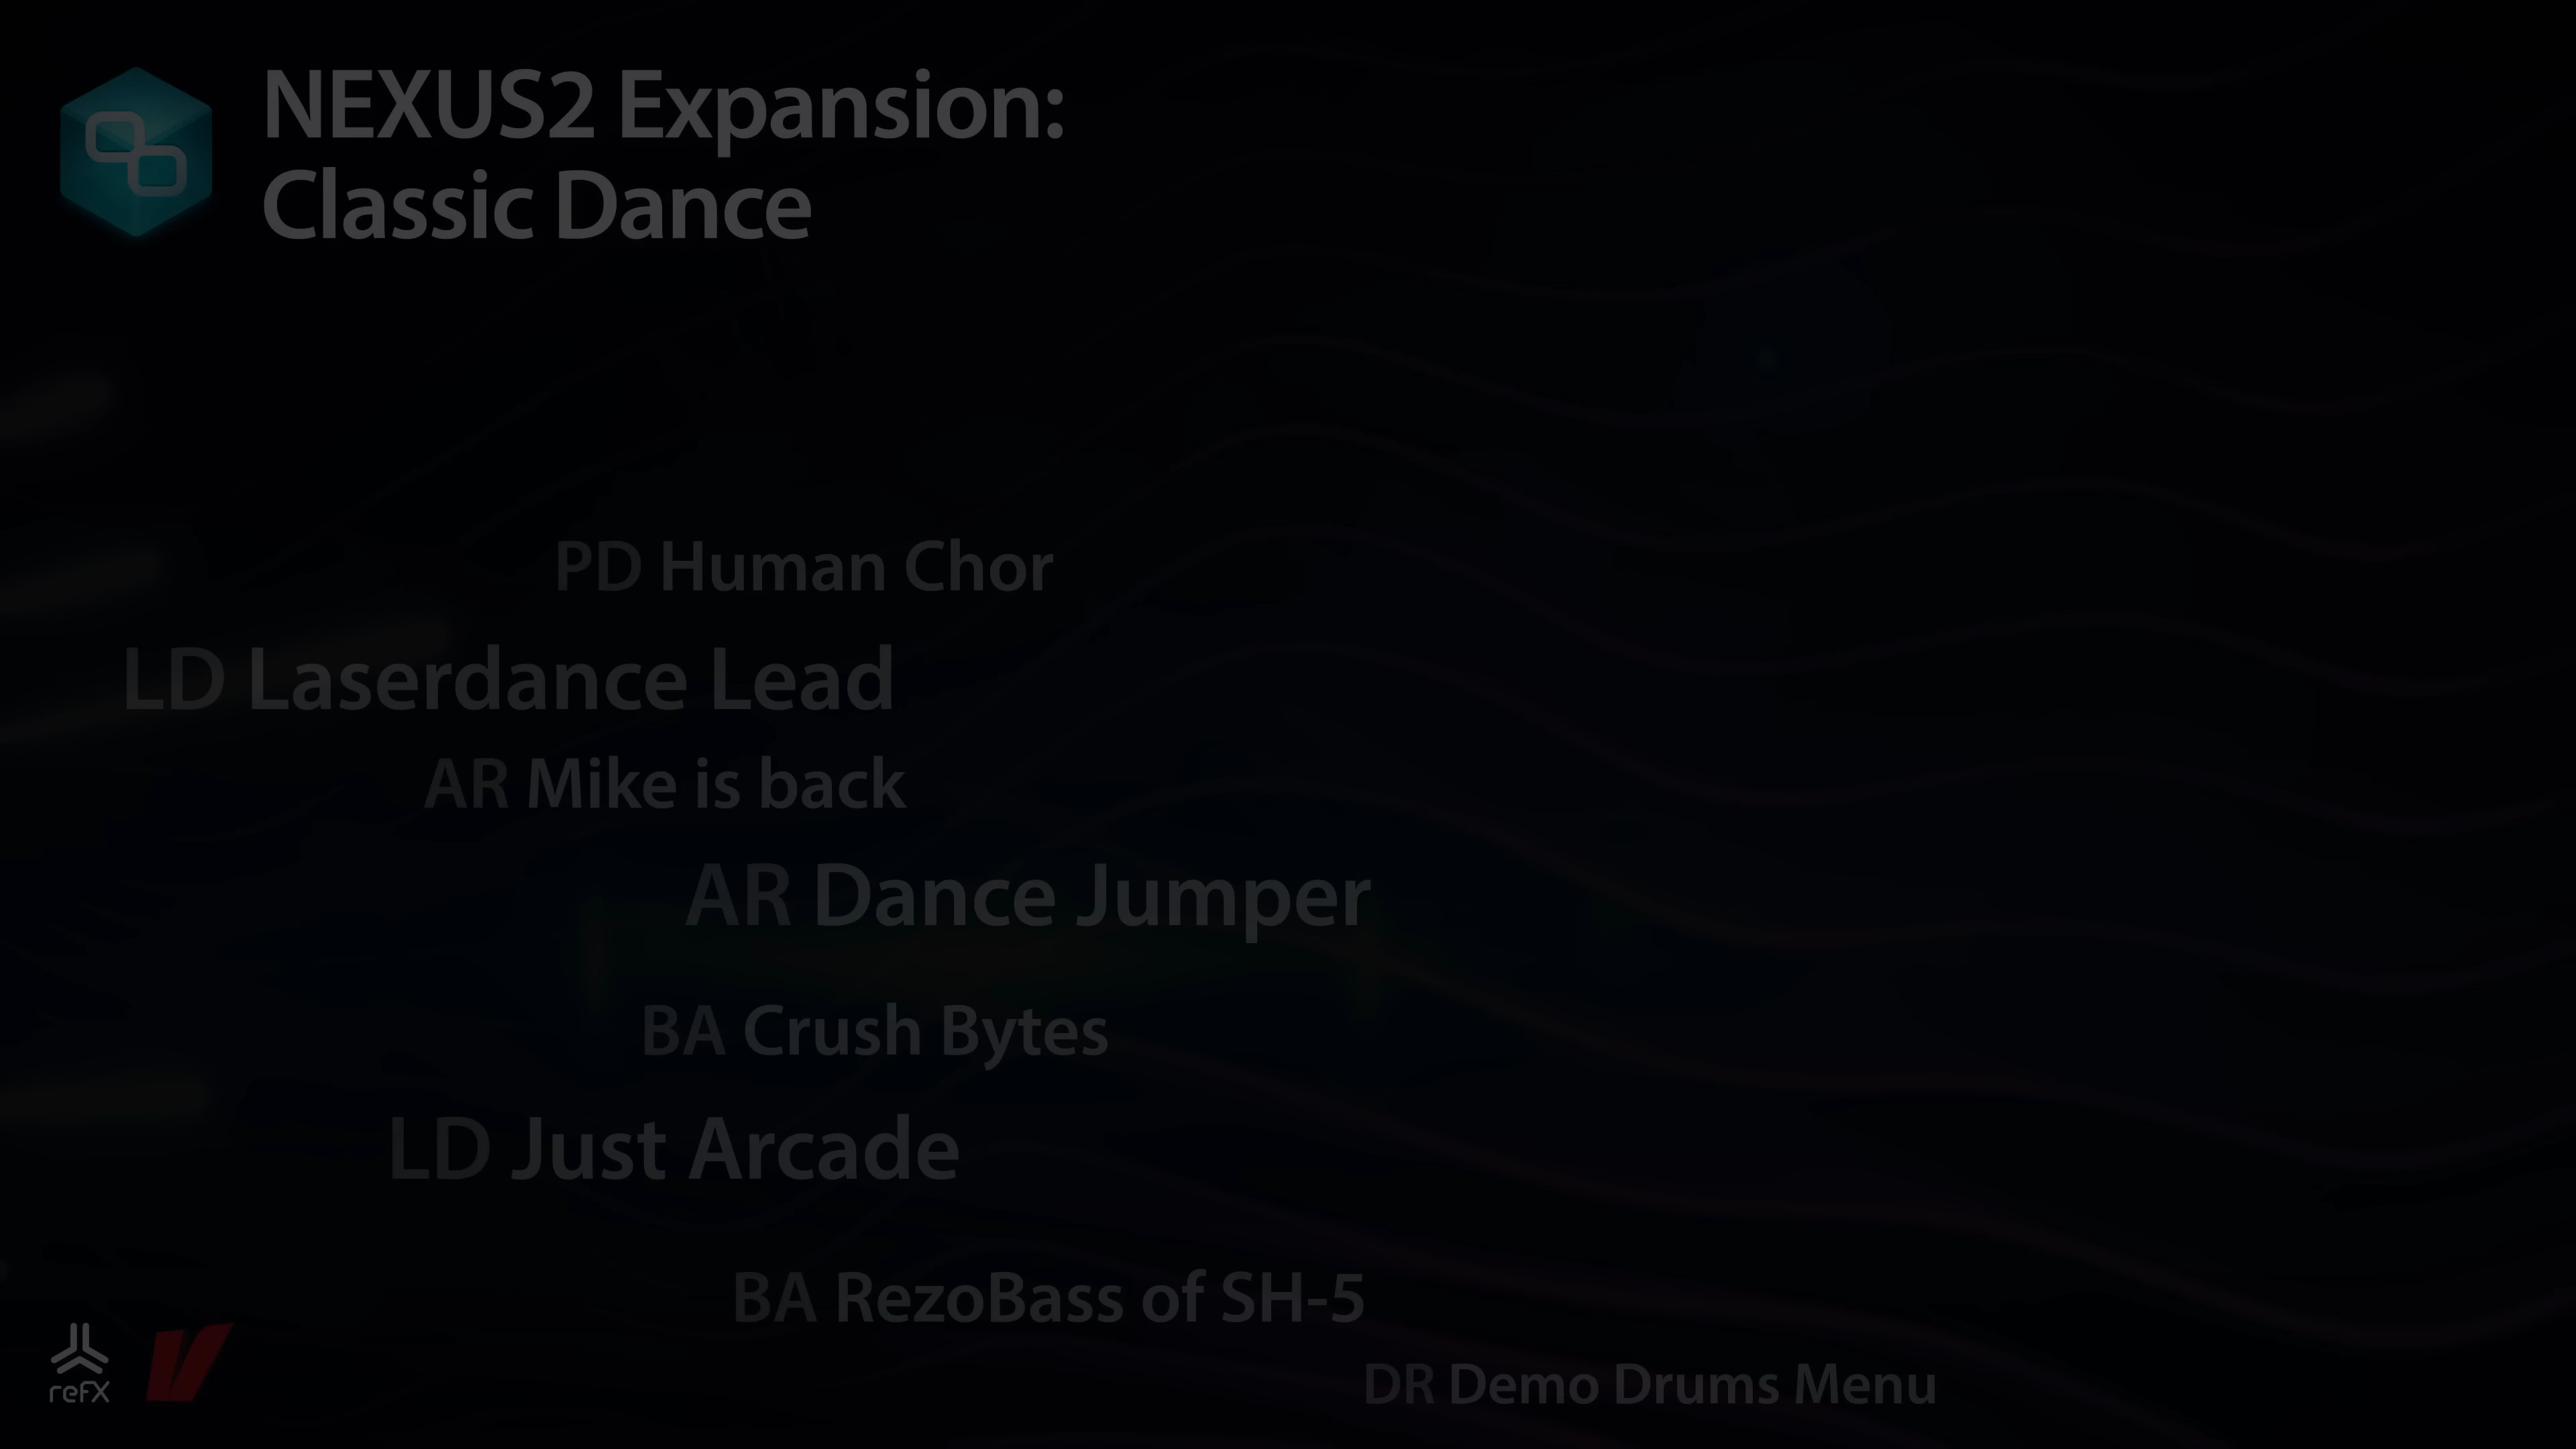 NEXUS2 Expansion:
Classic Dance
PD Human Chor
LD Laserdance Lead
AR Mike is back
AR Dance Jumper
BA Crush Bytes
LD Just Arcade
BA RezoBass of SH-5
DR Demo Drums Menu
reFX
V